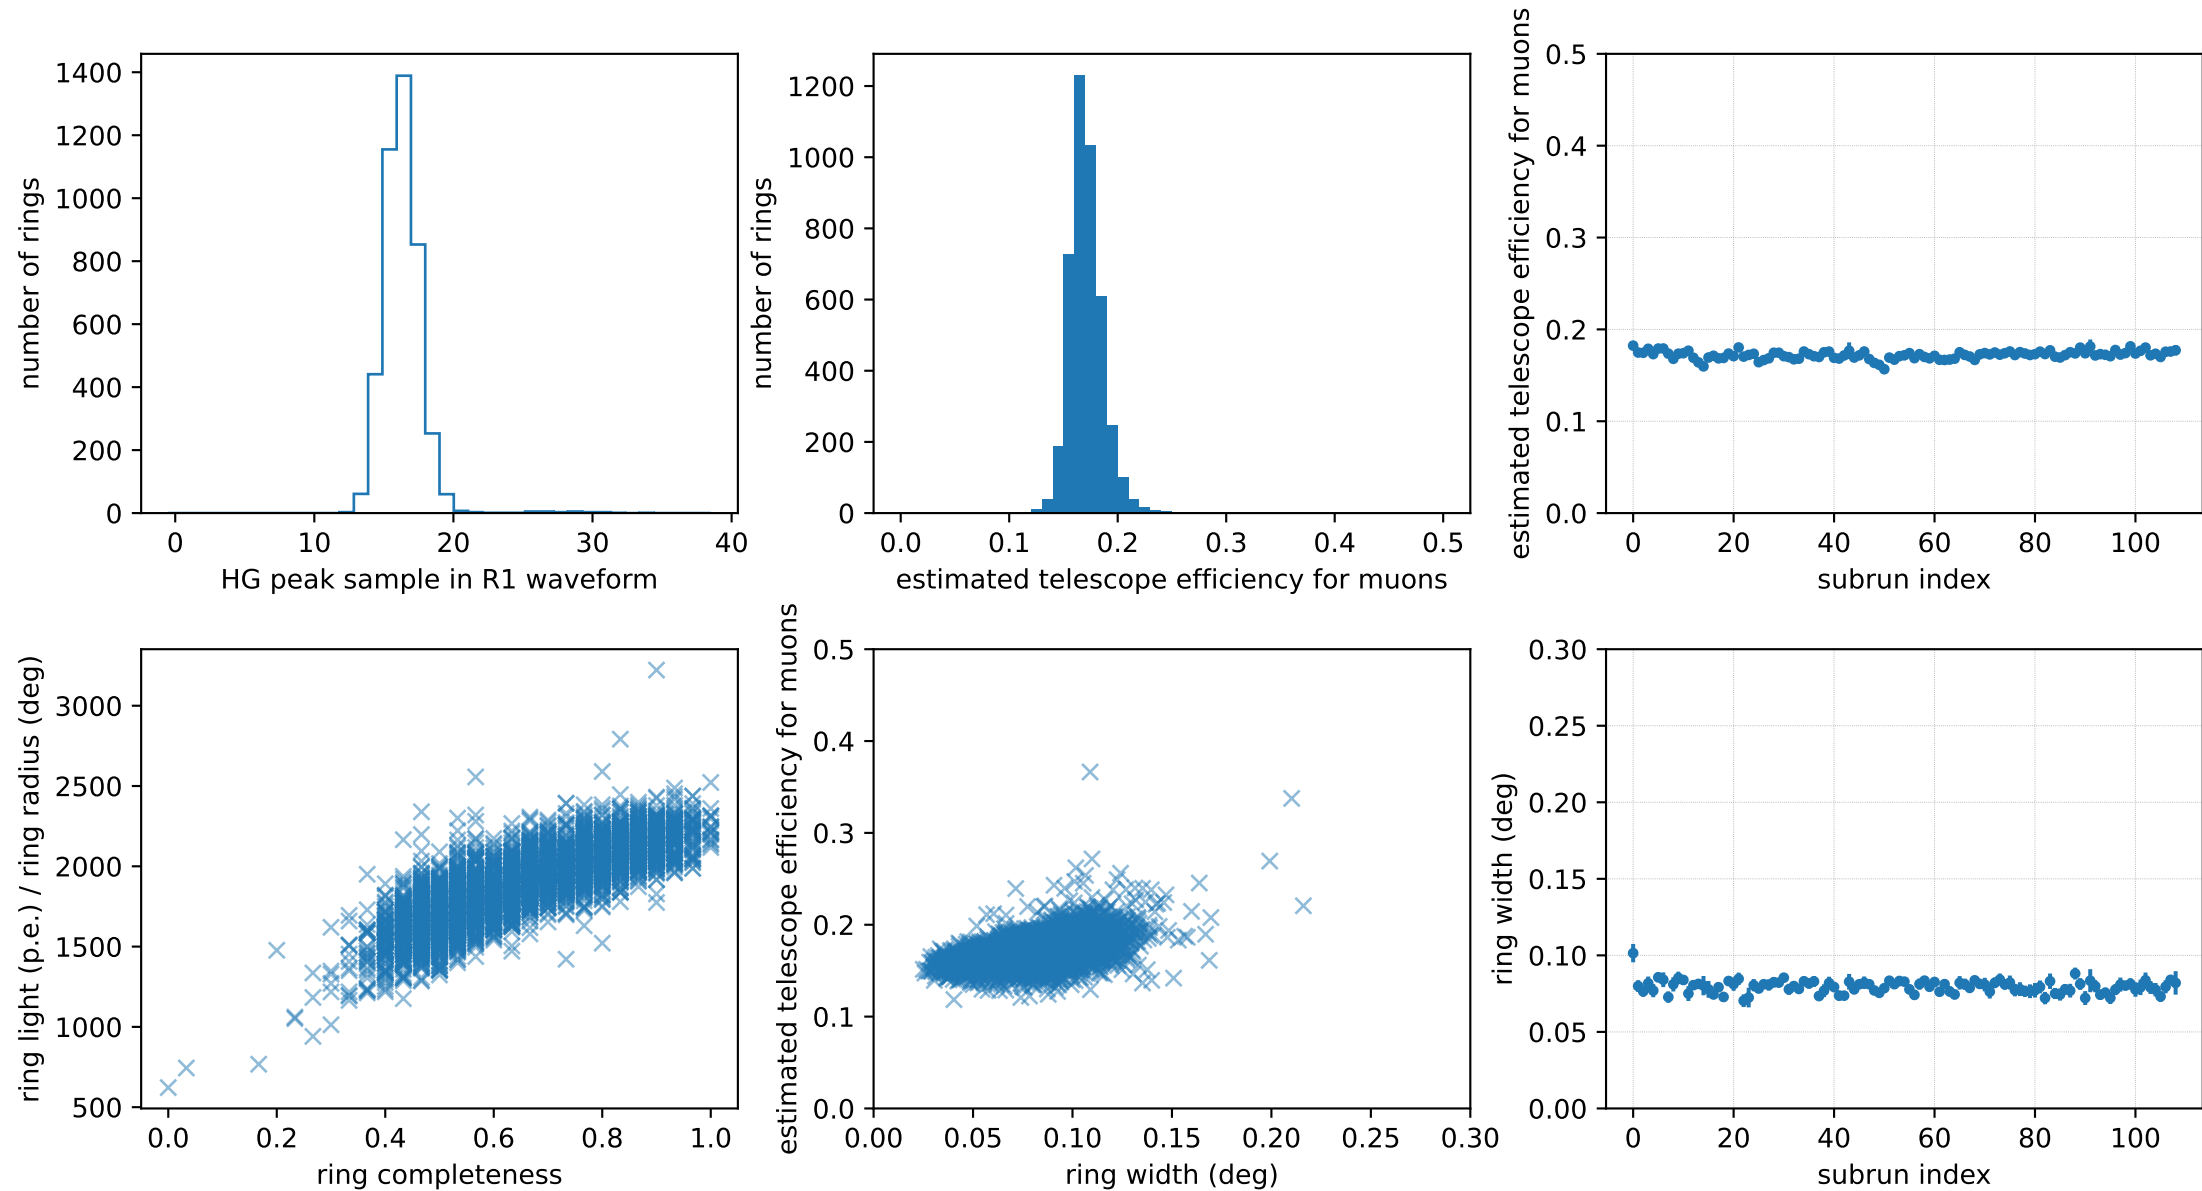 number of rings
1400
1200
1000
800
600
400
200
0
0 10 20 30 40
HG peak sample in R1 waveform
number of rings
1200
1000
800
600
400
200
0
0.0 0.1 0.2 0.3 0.4 0.5
estimated telescope efficiency for muons
estimated telescope efficiency for muons
0.5
0.4
0.3
0.2
0.1
0.0
0 20 40 60 80 100
subrun index
ring light (p.e.) / ring radius (deg)
3000
2500
2000
1500
1000
500
0.0 0.2 0.4 0.6 0.8 1.0
ring completeness
estimated telescope efficiency for muons
0.5
0.4
0.3
0.2
0.1
0.0
0.00 0.05 0.10 0.15 0.20 0.25 0.30
ring width (deg)
ring width (deg)
0.30
0.25
0.20
0.15
0.10
0.05
0.00
0 20 40 60 80 100
subrun index